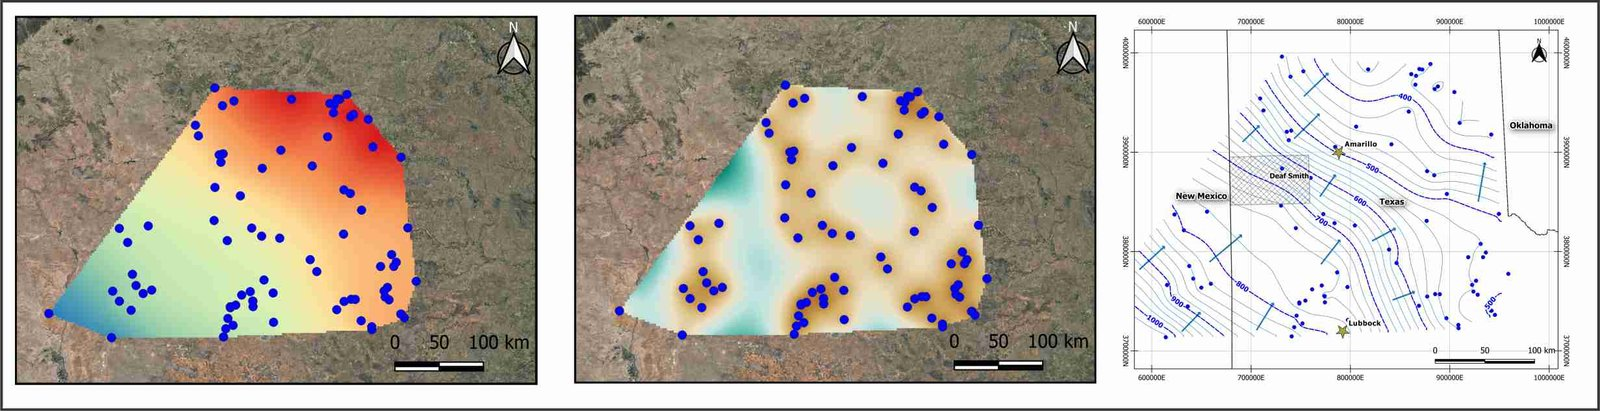 N
0 50 100 km
N
0 50 100 km
600000E 700000E 800000E 900000E 1000000E
4000000N
4000000N
N
400
Oklahoma
Amarillo
3900000N
3900000N
500
Deaf Smith
New Mexico
600
Texas
700
3800000N
3800000N
800
900
500
1000
Lubbock
0 50 100 km
3700000N
3700000N
600000E 700000E 800000E 900000E 1000000E